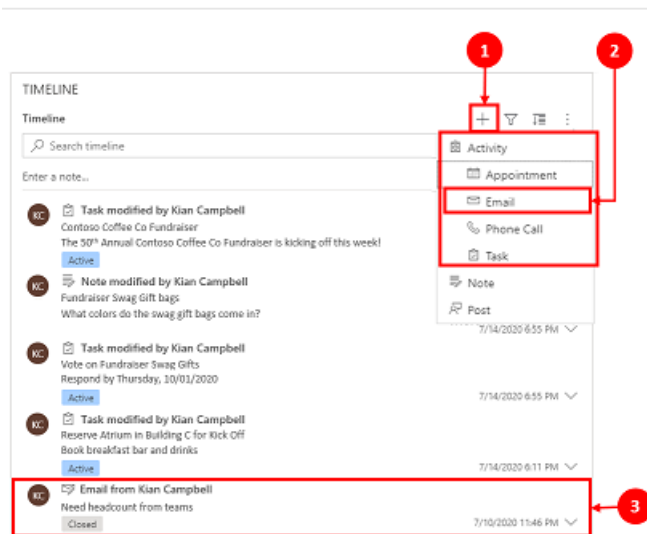 1
2
TIMELINE
Timeline
Search timeline
Enter a note...
Activity
Appointment
Email
Phone Call
Task
Note
Post
KC
Task modified by Kian Campbell
Contoso Coffee Co Fundraiser
The 50th Annual Contoso Coffee Co Fundraiser is kicking off this week!
Active
KC
Note modified by Kian Campbell
Fundraiser Swag Gift bags
What colors do the swag gift bags come in?
7/14/2020 6:55 PM
KC
Task modified by Kian Campbell
Vote on Fundraiser Swag Gifts
Respond by Thursday, 10/01/2020
Active
7/14/2020 6:55 PM
KC
Task modified by Kian Campbell
Reserve Atrium in Building C for Kick Off
Book breakfast bar and drinks
Active
7/14/2020 6:11 PM
KC
Email from Kian Campbell
Need headcount from teams
Closed
7/10/2020 11:46 PM
3